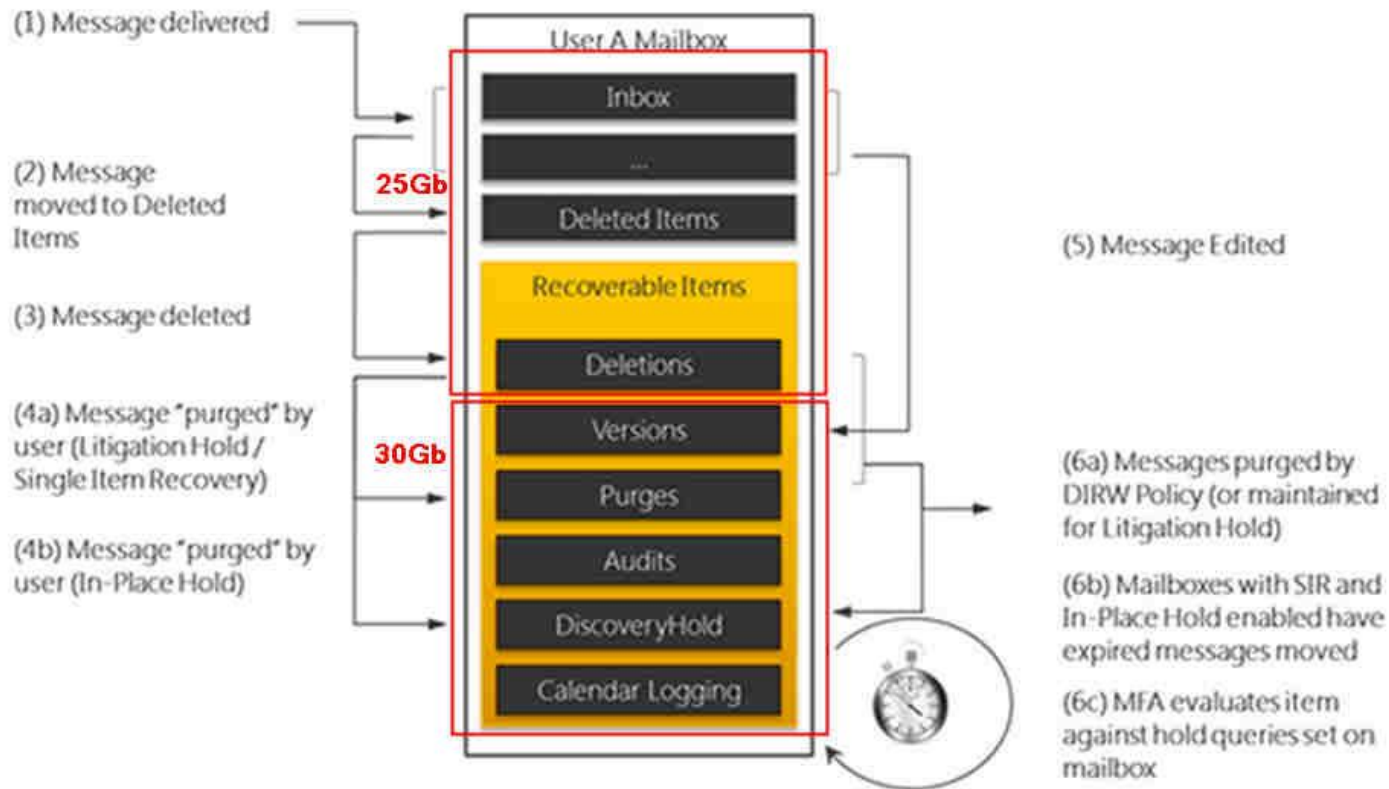 (1) Message delivered
(2) Message
moved to Deleted
Items
(3) Message deleted
(4a) Message "purged" by
user (Litigation Hold /
Single Item Recovery)
(4b) Message "purged" by
user (In-Place Hold)
25Gb
30Gb
User A Mailbox
Inbox
...
Deleted Items
Recoverable Items
Deletions
Versions
Purges
Audits
DiscoveryHold
Calendar Logging
(5) Message Edited
(6a) Messages purged by
DIRW Policy (or maintained
for Litigation Hold)
(6b) Mailboxes with SIR and
In-Place Hold enabled have
expired messages moved
(6c) MFA evaluates item
against hold queries set on
mailbox